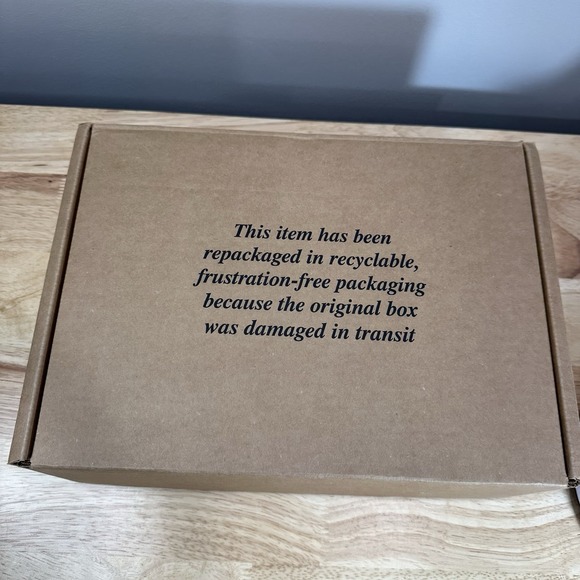 This item has been
repackaged in recyclable,
frustration-free packaging
because the original box
was damaged in transit